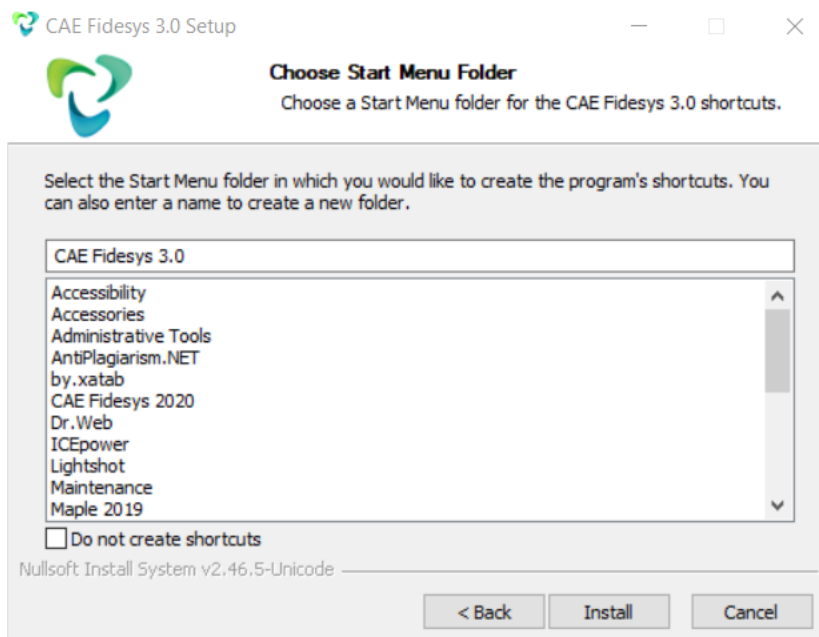 CAE Fidesys 3.0 Setup
Choose Start Menu Folder
Choose a Start Menu folder for the CAE Fidesys 3.0 shortcuts.
Select the Start Menu folder in which you would like to create the program's shortcuts. You
can also enter a name to create a new folder.
CAE Fidesys 3.0
Accessibility
Accessories
Administrative Tools
AntiPlagiarism.NET
by.xatab
CAE Fidesys 2020
Dr.Web
ICEpower
Lightshot
Maintenance
Maple 2019
Do not create shortcuts
Nullsoft Install System v2.46.5-Unicode
< Back Install Cancel